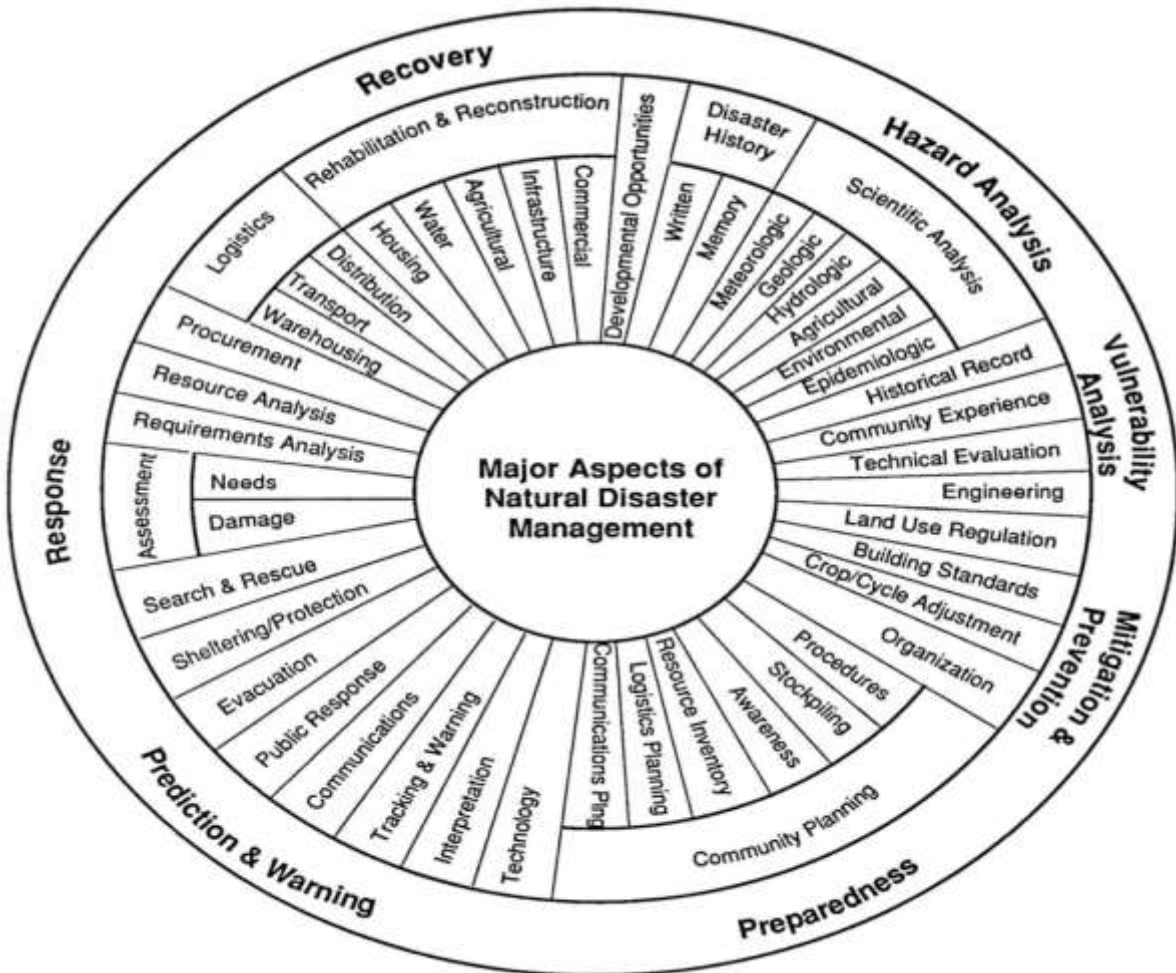 Recovery
Hazard Analysis
Vulnerability
Analysis
Mitigation &
Prevention
Preparedness
Prediction & Warning
Response
Rehabilitation & Reconstruction
Housing
Water
Agricultural
Infrastructure
Commercial
Developmental Opportunities
Disaster
History
Written
Memory
Scientific Analysis
Meteorologic
Geologic
Hydrologic
Agricultural
Environmental
Epidemiologic
Historical Record
Community Experience
Technical Evaluation
Engineering
Land Use Regulation
Building Standards
Crop/Cycle Adjustment
Organization
Community Planning
Procedures
Stockpiling
Awareness
Resource Inventory
Logistics Planning
Communications Plng
Technology
Interpretation
Tracking & Warning
Communications
Public Response
Evacuation
Sheltering/Protection
Search & Rescue
Assessment
Damage
Needs
Requirements Analysis
Resource Analysis
Procurement
Logistics
Warehousing
Transport
Distribution
Major Aspects of
Natural Disaster
Management